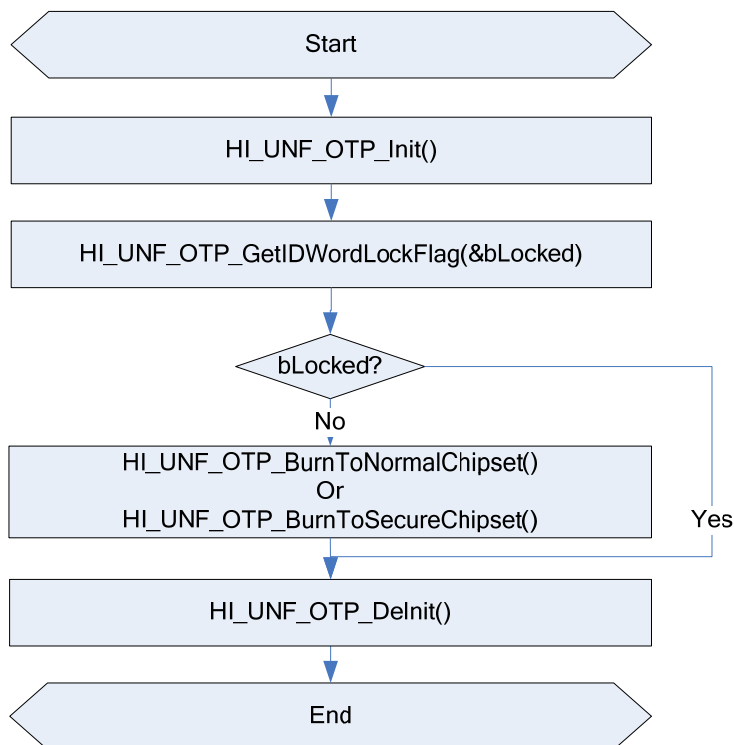 Start
HI_UNF_OTP_Init()
HI_UNF_OTP_GetIDWordLockFlag(&bLocked)
bLocked?
No
HI_UNF_OTP_BurnToNormalChipset()
Or
HI_UNF_OTP_BurnToSecureChipset()
Yes
HI_UNF_OTP_DeInit()
End